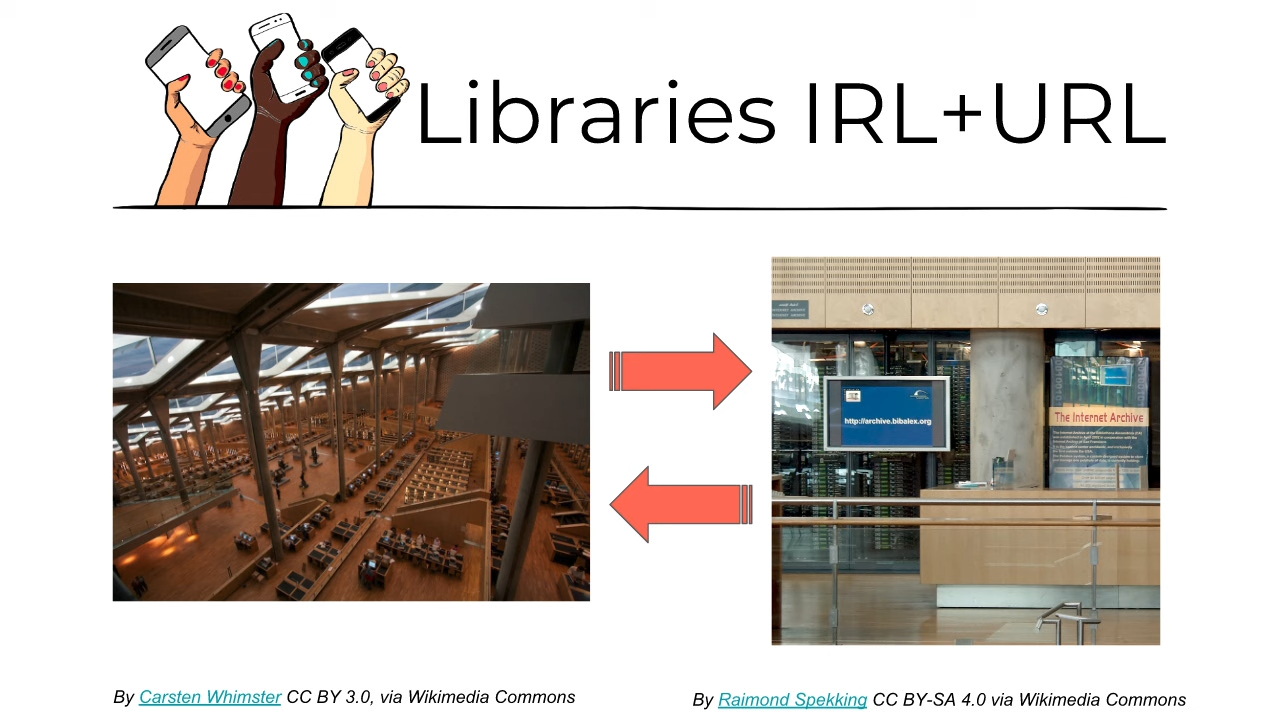 Libraries IRL+URL
http://archive.bibalex.org
The Internet Archive
By Carsten Whimster CC BY 3.0, via Wikimedia Commons
By Raimond Spekking CC BY-SA 4.0 via Wikimedia Commons